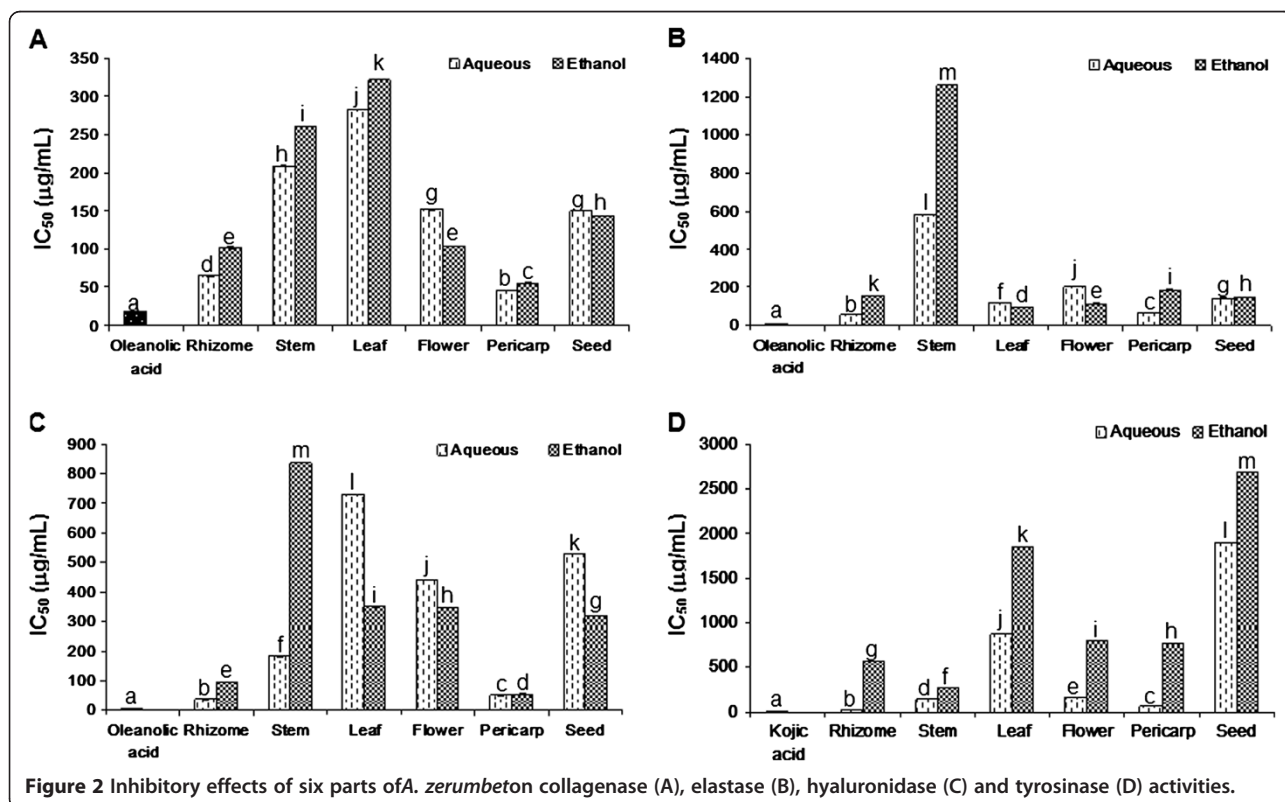 A
Aqueous Ethanol
IC50 (µg/mL)
350
300
250
200
150
100
50
0
a
d
e
h
i
j
k
g
e
b
c
g
h
Oleanolic acid Rhizome Stem Leaf Flower Pericarp Seed
B
Aqueous Ethanol
IC50 (µg/mL)
1400
1200
1000
800
600
400
200
0
a
b
k
l
m
f
d
j
e
c
i
g
h
Oleanolic acid Rhizome Stem Leaf Flower Pericarp Seed
C
Aqueous Ethanol
IC50 (µg/mL)
900
800
700
600
500
400
300
200
100
0
a
b
e
f
m
l
i
j
h
c
d
k
g
Oleanolic acid Rhizome Stem Leaf Flower Pericarp Seed
D
Aqueous Ethanol
IC50 (µg/mL)
3000
2500
2000
1500
1000
500
0
a
b
g
d
f
j
k
e
i
c
h
l
m
Kojic acid Rhizome Stem Leaf Flower Pericarp Seed
Figure 2 Inhibitory effects of six parts ofA. zerumbeton collagenase (A), elastase (B), hyaluronidase (C) and tyrosinase (D) activities.